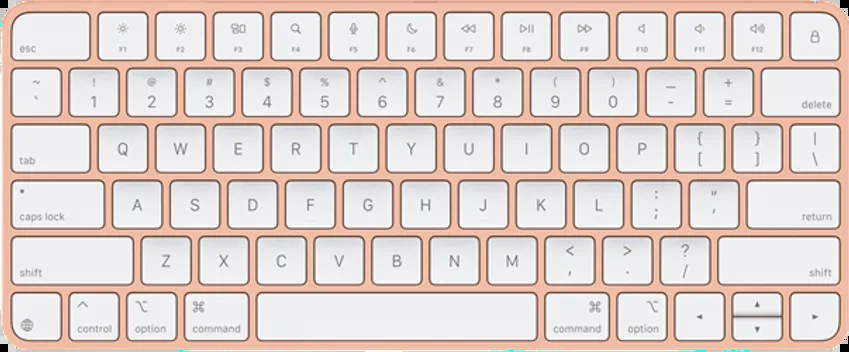 esc F1 F2 F3 F4 F5 F6 F7 F8 F9 F10 F11 F12
~ ! @ # $ % ^ & * ( ) — +
` 1 2 3 4 5 6 7 8 9 0 - = delete
tab Q W E R T Y U I O P { [ } ] | \
caps lock A S D F G H J K L : ; " ' return
shift Z X C V B N M < , > . ? / shift
control option command command option